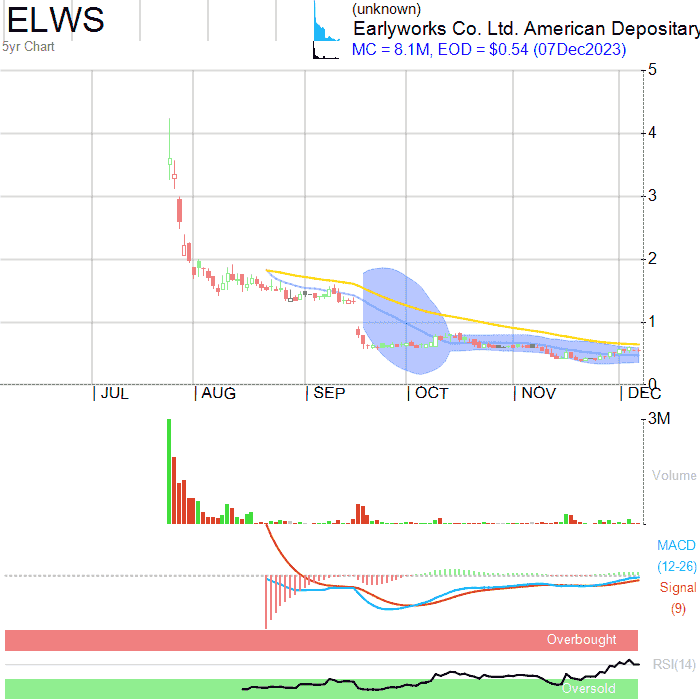 ELWS
(unknown)
Earlyworks Co. Ltd. American Depositary
5yr Chart
MC = 8.1M, EOD = $0.54 (07Dec2023)
5
4
3
2
1
0
JUL AUG SEP OCT NOV DEC
3M
Volume
MACD
(12-26)
Signal
(9)
Overbought
RSI(14)
Oversold